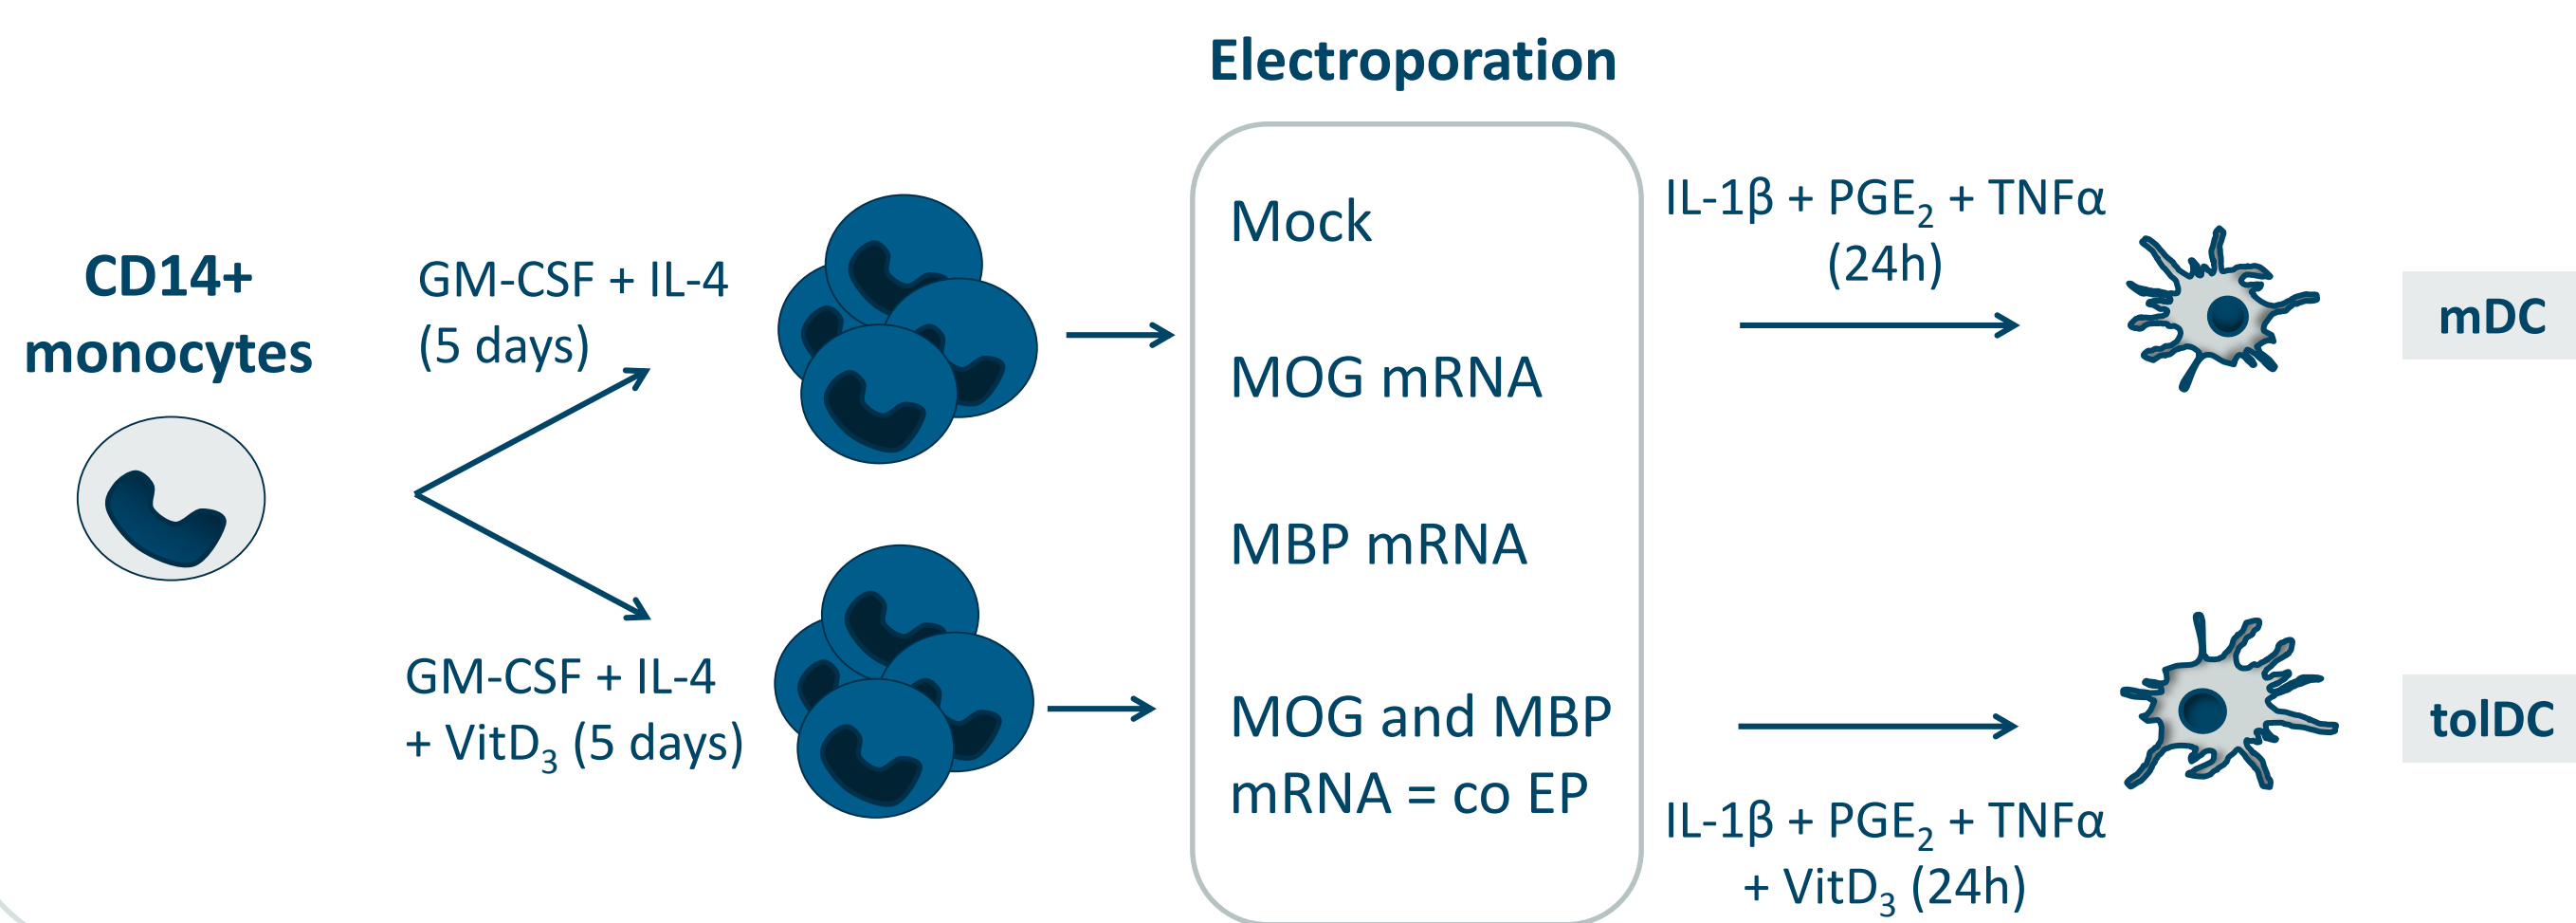 Electroporation
CD14+
monocytes
GM-CSF + IL-4
(5 days)
GM-CSF + IL-4
+ VitD₃ (5 days)
Mock
MOG mRNA
MBP mRNA
MOG and MBP
mRNA = co EP
IL-1β + PGE₂ + TNFα
(24h)
mDC
tolDC
IL-1β + PGE₂ + TNFα
+ VitD₃ (24h)